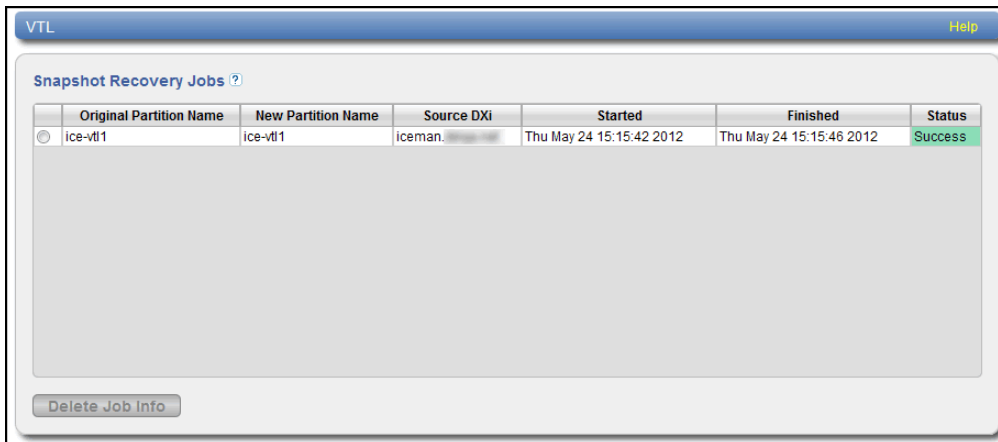 VTL Help
Snapshot Recovery Jobs ?
Original Partition Name New Partition Name Source DXi Started Finished Status
ice-vtl1 ice-vtl1 iceman. Thu May 24 15:15:42 2012 Thu May 24 15:15:46 2012 Success
Delete Job Info